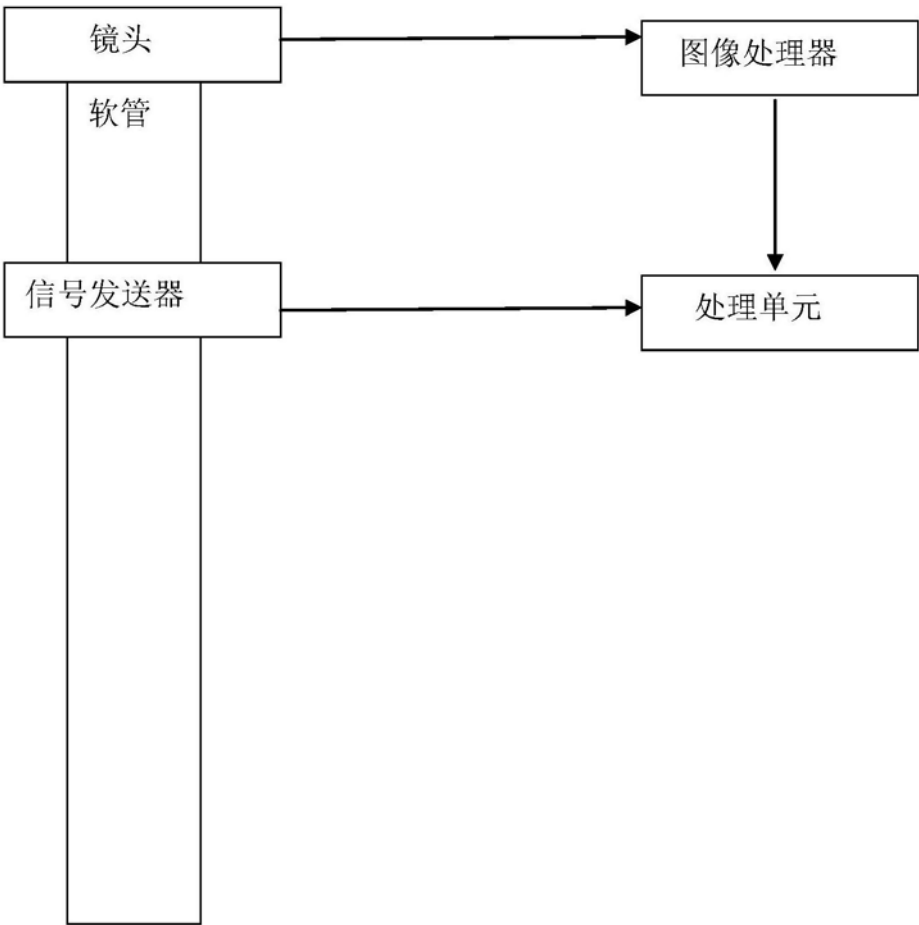 镜头
图像处理器
软管
信号发送器
处理单元